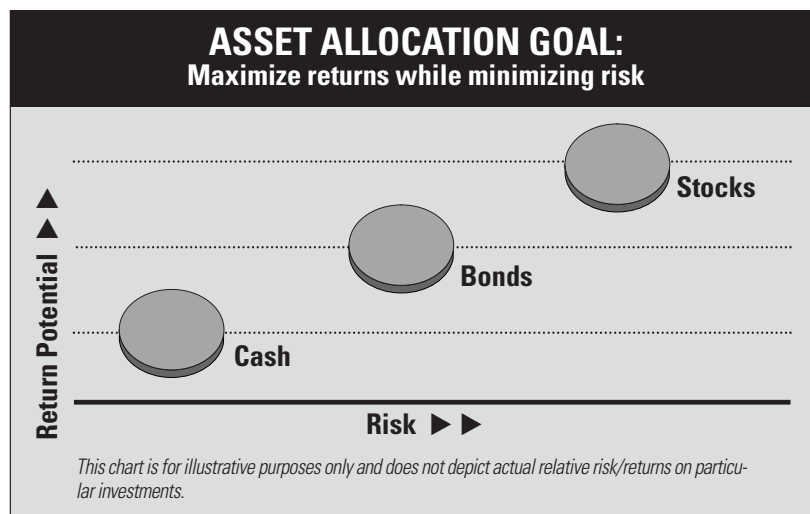 ASSET ALLOCATION GOAL:
Maximize returns while minimizing risk
Stocks
Bonds
Cash
Return Potential
Risk
This chart is for illustrative purposes only and does not depict actual relative risk/returns on particu-
lar investments.